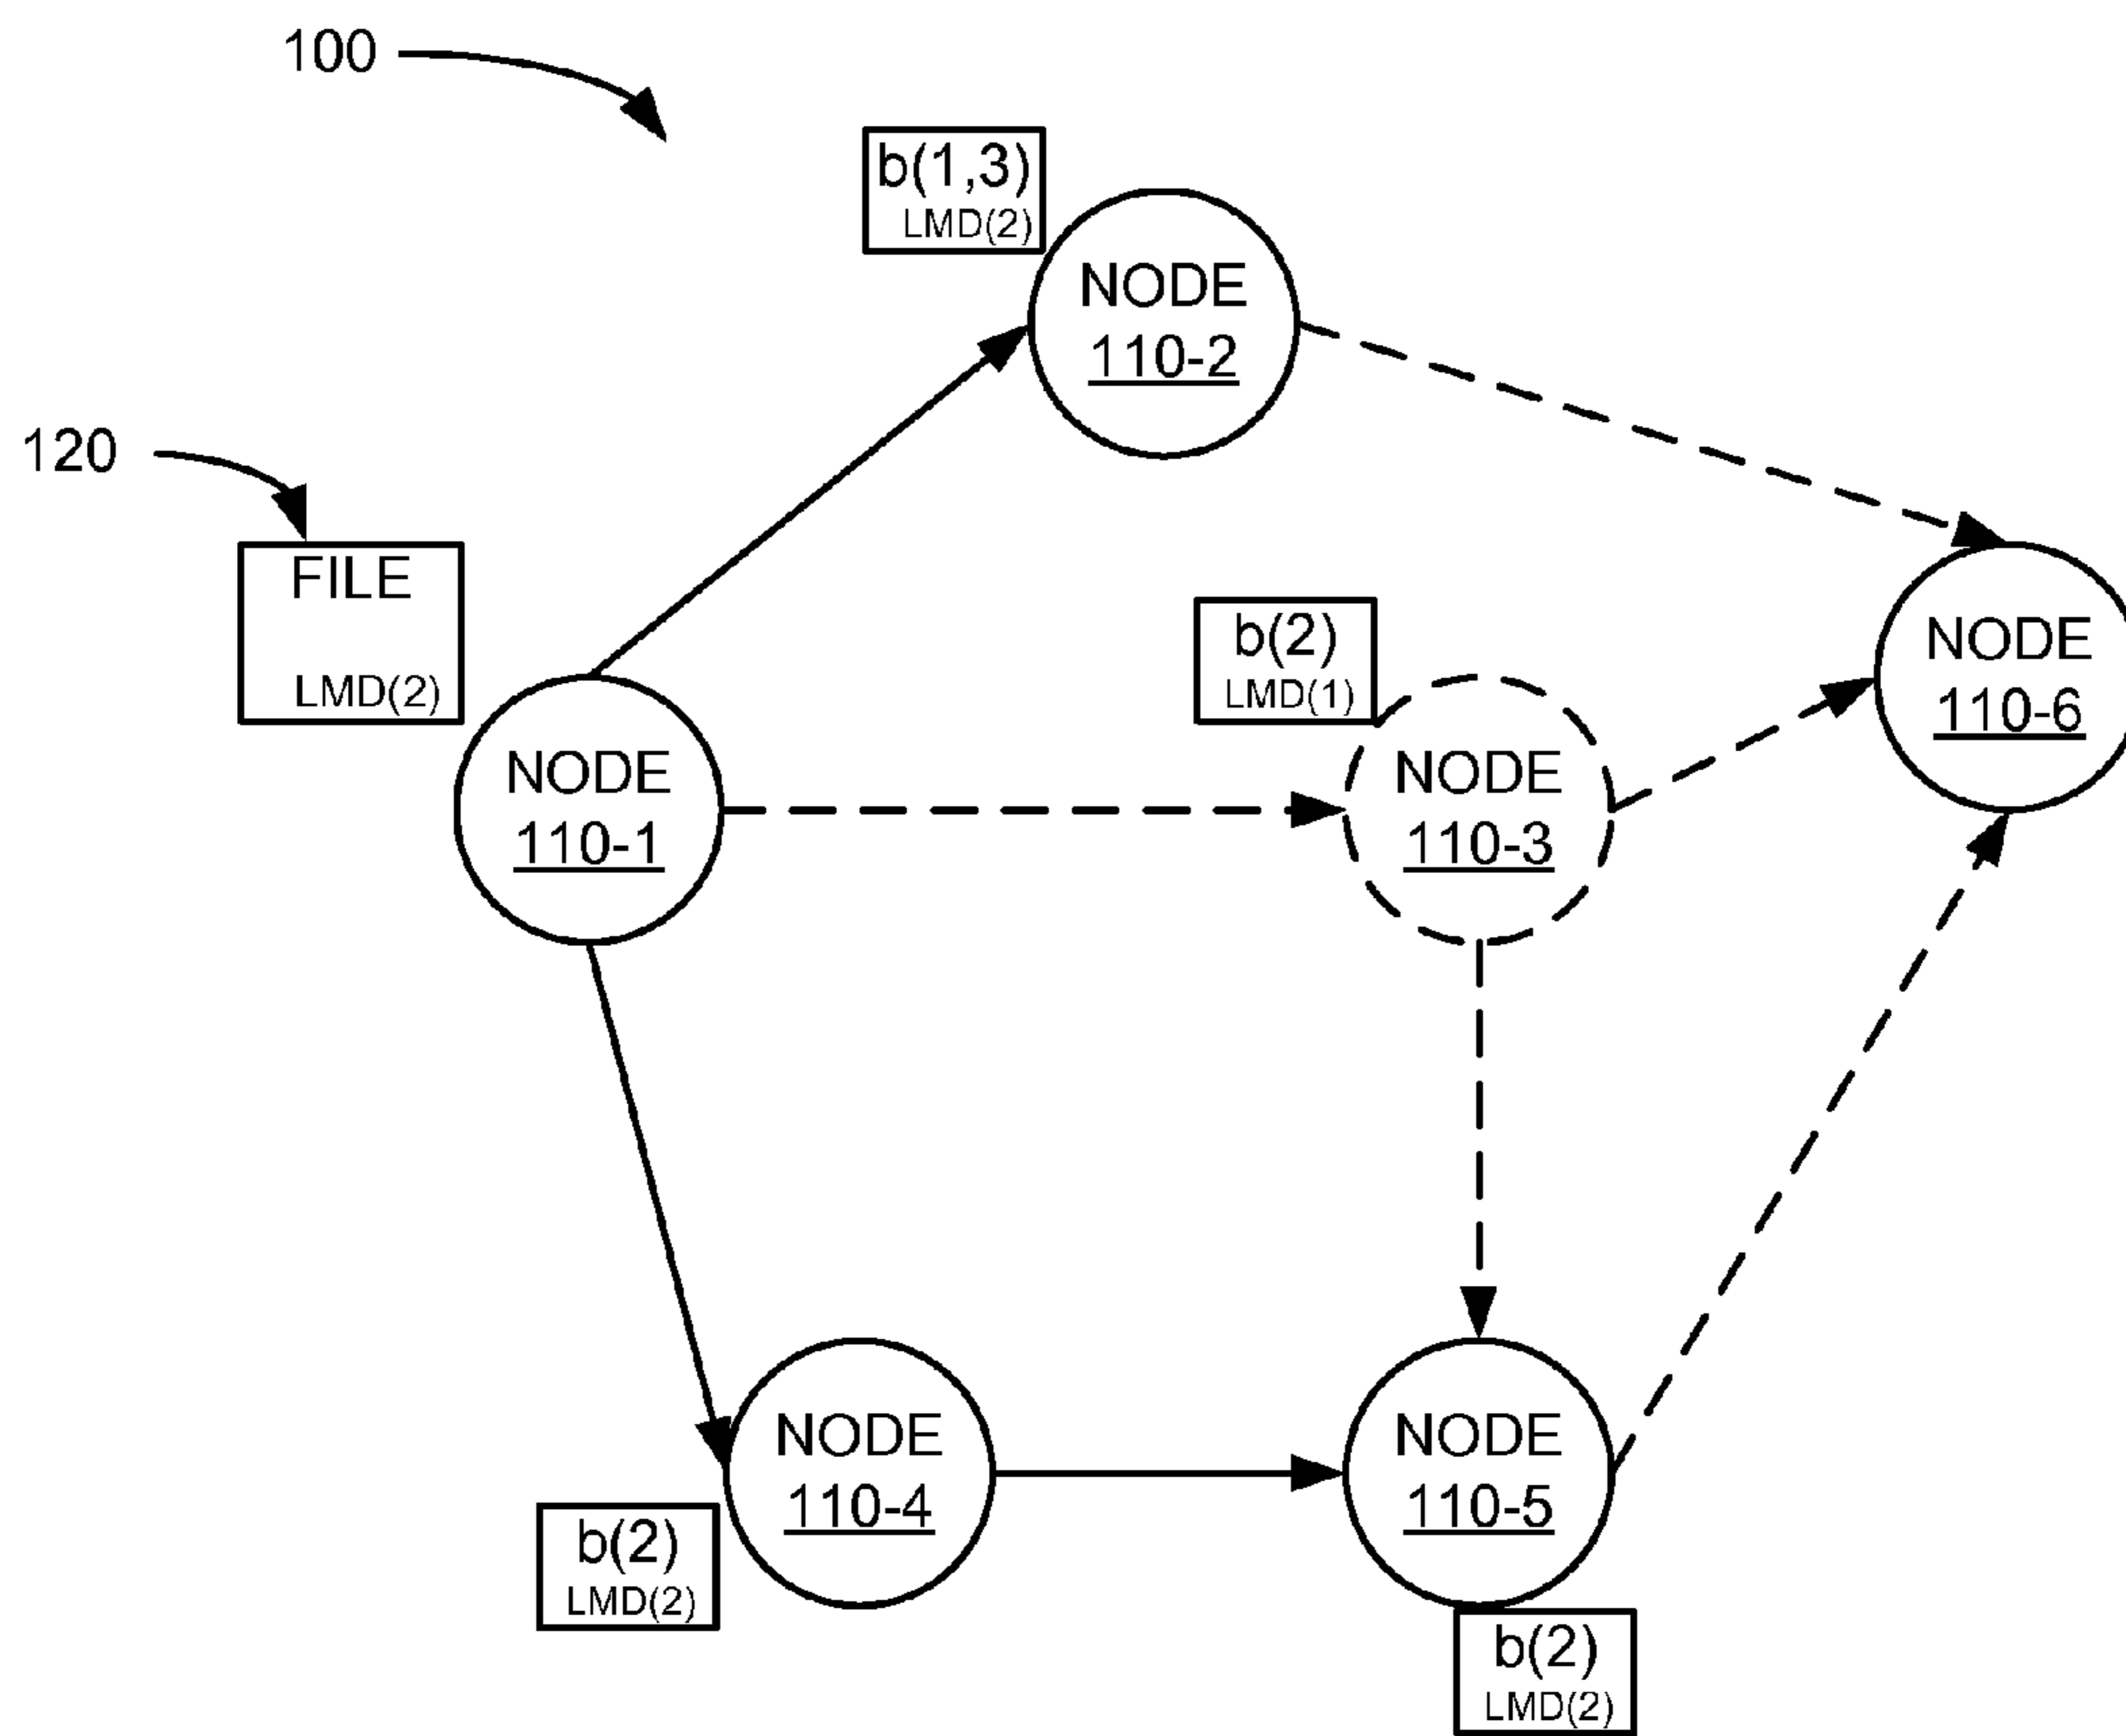 100
b(1,3)
LMD(2)
NODE
110-2
120
FILE
LMD(2)
b(2)
LMD(1)
NODE
110-6
NODE
110-1
NODE
110-3
NODE
110-4
NODE
110-5
b(2)
LMD(2)
b(2)
LMD(2)